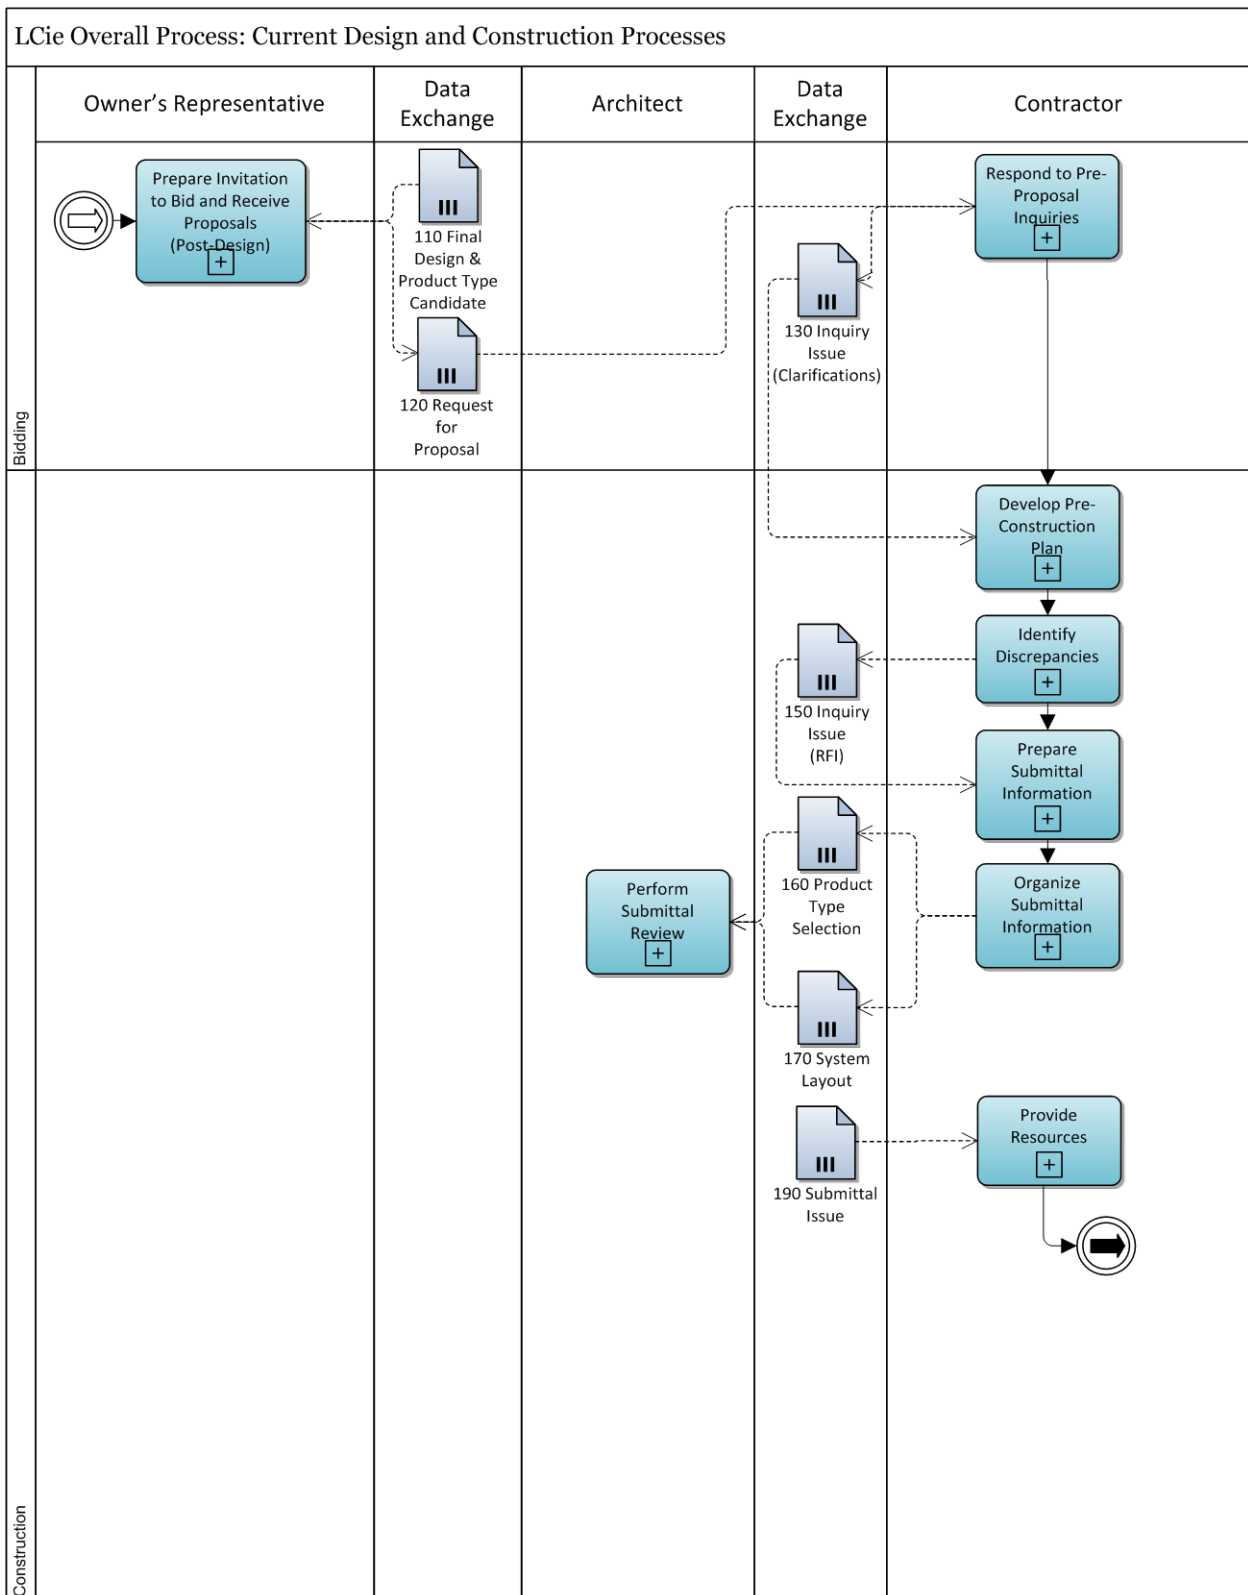 LCie Overall Process: Current Design and Construction Processes
Owner's Representative
Data
Exchange
Architect
Data
Exchange
Contractor
Bidding
Prepare Invitation
to Bid and Receive
Proposals
(Post-Design)
110 Final
Design &
Product Type
Candidate
120 Request
for
Proposal
130 Inquiry
Issue
(Clarifications)
Respond to Pre-
Proposal
Inquiries
Construction
Develop Pre-
Construction
Plan
Identify
Discrepancies
150 Inquiry
Issue
(RFI)
Prepare
Submittal
Information
160 Product
Type
Selection
Organize
Submittal
Information
Perform
Submittal
Review
170 System
Layout
Provide
Resources
190 Submittal
Issue